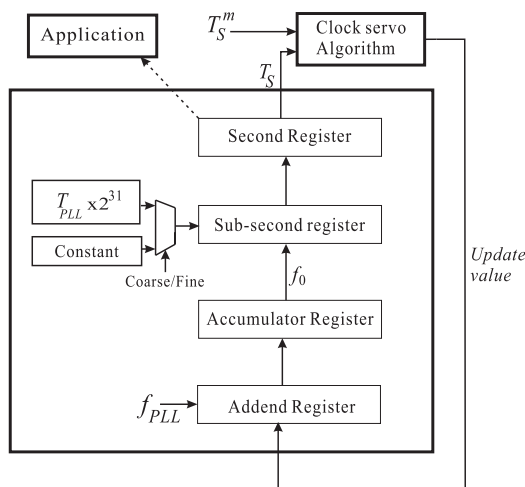 Application
T_S^m
Clock servo
Algorithm
T_S
Second Register
T_PLL x2^31
Sub-second register
Constant
Coarse/Fine
f_0
Update
value
Accumulator Register
f_PLL
Addend Register